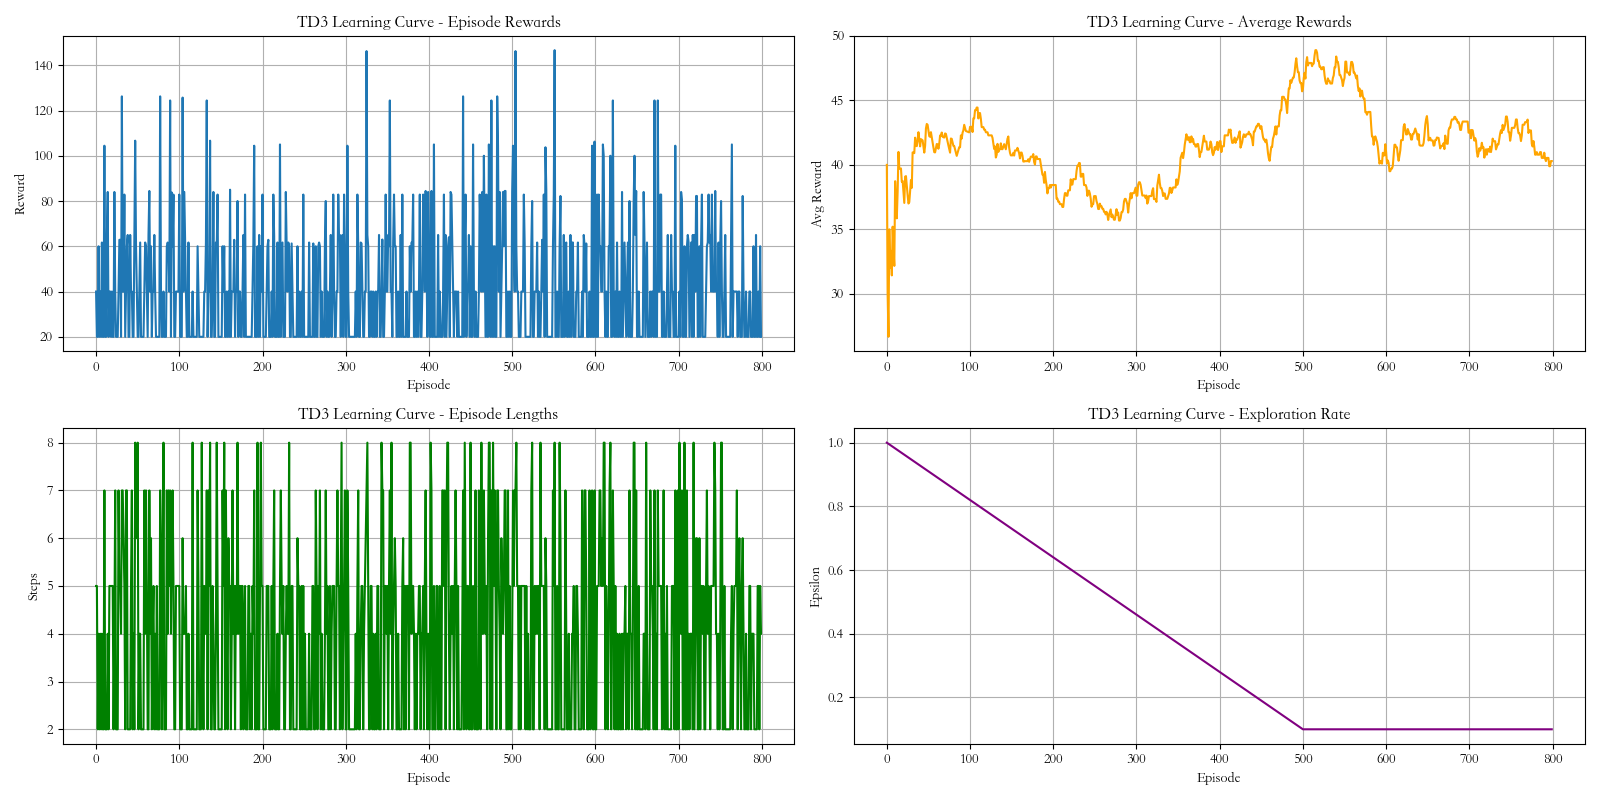 TD3 Learning Curve - Episode Rewards
Reward
140
120
100
80
60
40
20
0 100 200 300 400 500 600 700 800
Episode
TD3 Learning Curve - Average Rewards
Avg Reward
50
45
40
35
30
0 100 200 300 400 500 600 700 800
Episode
TD3 Learning Curve - Episode Lengths
Steps
8
7
6
5
4
3
2
0 100 200 300 400 500 600 700 800
Episode
TD3 Learning Curve - Exploration Rate
Epsilon
1.0
0.8
0.6
0.4
0.2
0 100 200 300 400 500 600 700 800
Episode